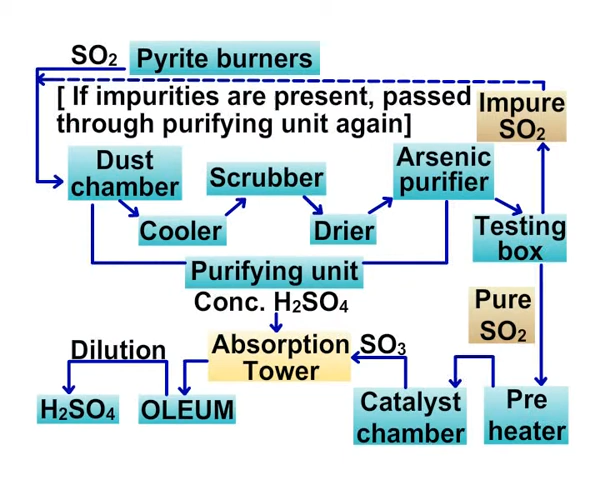 SO₂ Pyrite burners
[ If impurities are present, passed
through purifying unit again]
Impure
SO₂
Dust
chamber
Cooler
Scrubber
Drier
Arsenic
purifier
Testing
box
Purifying unit
Conc. H₂SO₄
Pure
SO₂
Absorption
Tower
SO₃
Dilution
H₂SO₄
OLEUM
Catalyst
chamber
Pre
heater